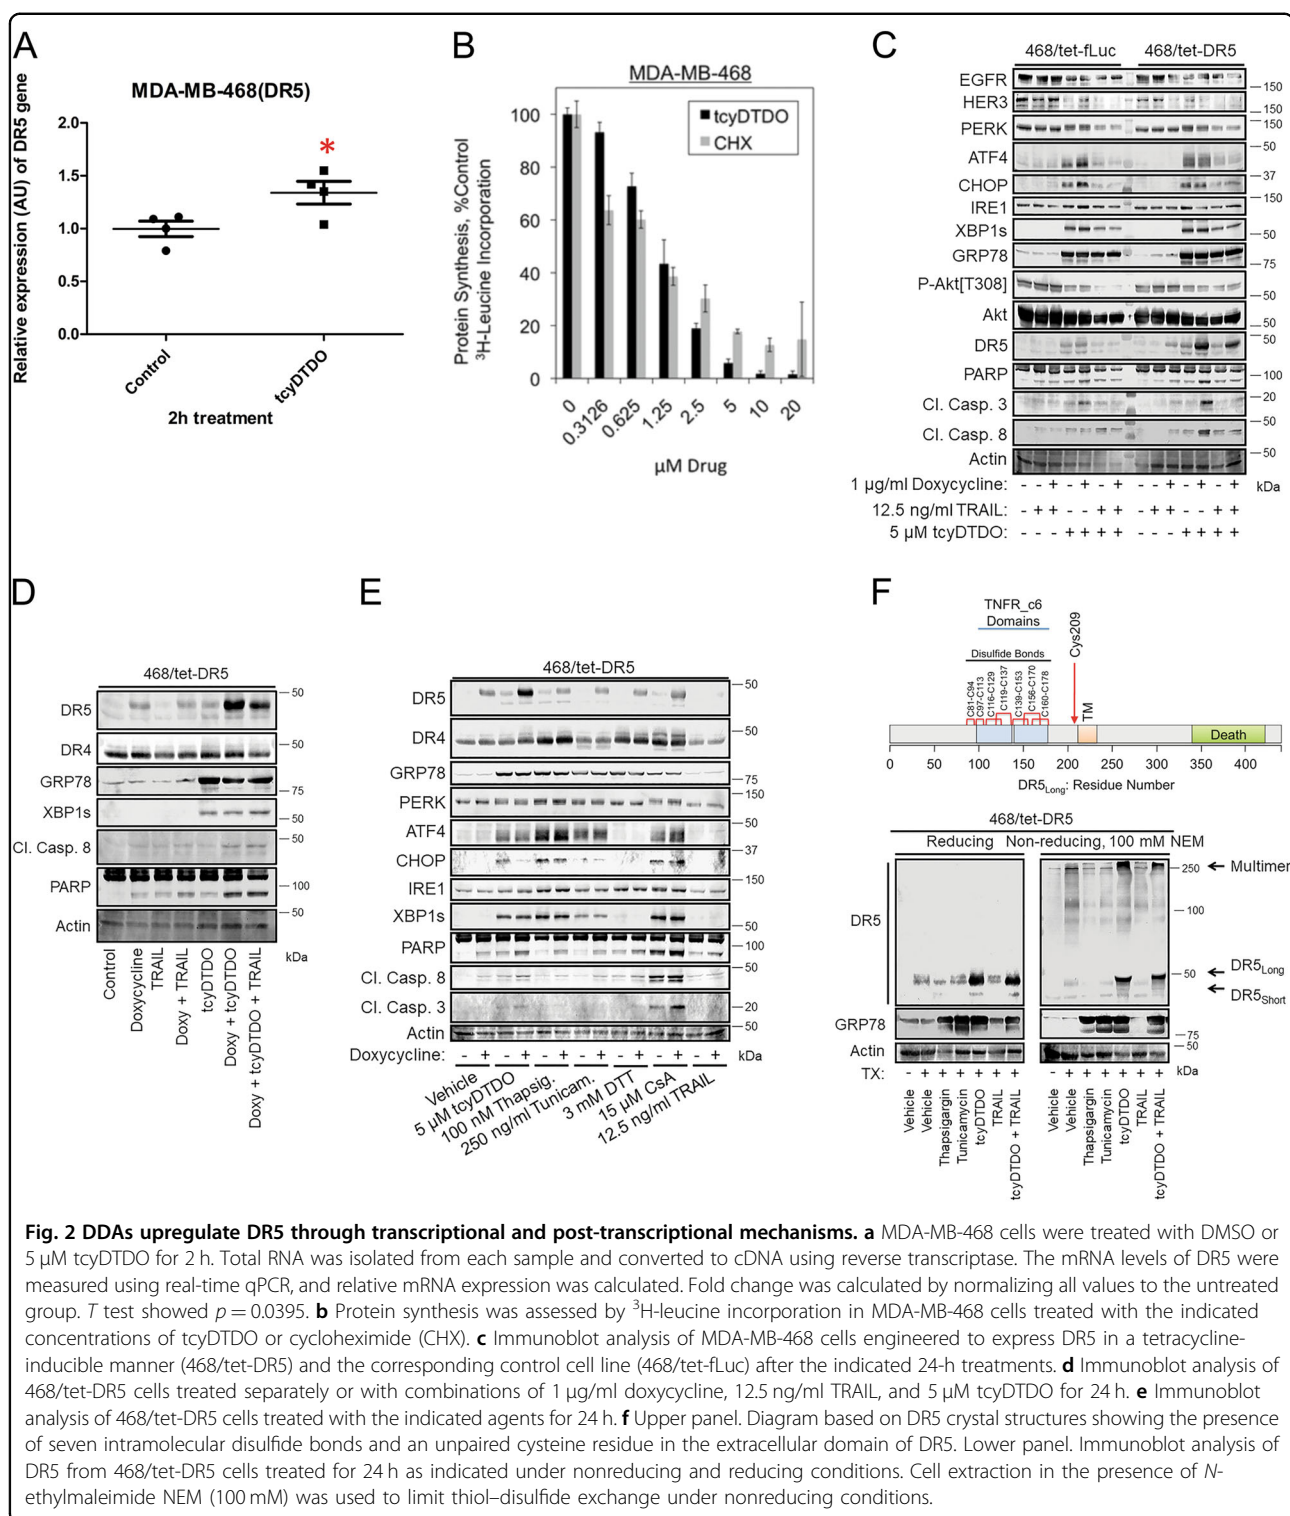 A
MDA-MB-468(DR5)
Relative expression (AU) of DR5 gene
2.0
1.5
1.0
0.5
0.0
*
Control
tcyDTDO
2h treatment
B
MDA-MB-468
Protein Synthesis, %Control
³H-Leucine Incorporation
100
80
60
40
20
0
tcyDTDO
CHX
0
0.3126
0.625
1.25
2.5
5
10
20
µM Drug
C
468/tet-fLuc 468/tet-DR5
EGFR
150
HER3
150
PERK
150
ATF4
50
37
CHOP
150
IRE1
XBP1s
50
GRP78
75
P-Akt[T308]
50
Akt
50
DR5
50
PARP
100
20
Cl. Casp. 3
Cl. Casp. 8
50
50
Actin
1 µg/ml Doxycycline: - - + - + - + - - + - + - +
kDa
12.5 ng/ml TRAIL: - + + - - + + - + + - - + +
5 µM tcyDTDO: - - - + + + + - - - + + + +
D
468/tet-DR5
DR5
50
DR4
50
GRP78
75
XBP1s
50
Cl. Casp. 8
50
PARP
100
50
Actin
kDa
Control
Doxycycline
TRAIL
Doxy + TRAIL
tcyDTDO
Doxy + tcyDTDO
Doxy + tcyDTDO + TRAIL
E
468/tet-DR5
DR5
50
DR4
50
GRP78
75
PERK
150
ATF4
50
CHOP
37
IRE1
150
XBP1s
50
PARP
100
Cl. Casp. 8
50
Cl. Casp. 3
20
Actin
50
Doxycycline: - + - + - + - + - + - + - +
kDa
Vehicle
5 µM tcyDTDO
100 nM Thapsig.
250 ng/ml Tunicam.
3 mM DTT
15 µM CsA
12.5 ng/ml TRAIL
F
TNFR_c6
Domains
Disulfide Bonds
C81-C94
C97-C113
C116-C129
C119-C137
C139-C153
C156-C170
C160-C178
Cys209
TM
Death
0 50 100 150 200 250 300 350 400
DR5Long: Residue Number
468/tet-DR5
Reducing Non-reducing, 100 mM NEM
DR5
250
Multimer
100
50
DR5Long
DR5Short
GRP78
75
Actin
50
TX: - + + + + + + - + + + + + +
kDa
Vehicle
Vehicle
Thapsigargin
Tunicamycin
tcyDTDO
TRAIL
tcyDTDO + TRAIL
Vehicle
Vehicle
Thapsigargin
Tunicamycin
tcyDTDO
TRAIL
tcyDTDO + TRAIL
Fig. 2 DDAs upregulate DR5 through transcriptional and post-transcriptional mechanisms. a MDA-MB-468 cells were treated with DMSO or
5 µM tcyDTDO for 2 h. Total RNA was isolated from each sample and converted to cDNA using reverse transcriptase. The mRNA levels of DR5 were
measured using real-time qPCR, and relative mRNA expression was calculated. Fold change was calculated by normalizing all values to the untreated
group. T test showed p = 0.0395. b Protein synthesis was assessed by ³H-leucine incorporation in MDA-MB-468 cells treated with the indicated
concentrations of tcyDTDO or cycloheximide (CHX). c Immunoblot analysis of MDA-MB-468 cells engineered to express DR5 in a tetracycline-
inducible manner (468/tet-DR5) and the corresponding control cell line (468/tet-fLuc) after the indicated 24-h treatments. d Immunoblot analysis of
468/tet-DR5 cells treated separately or with combinations of 1 µg/ml doxycycline, 12.5 ng/ml TRAIL, and 5 µM tcyDTDO for 24 h. e Immunoblot
analysis of 468/tet-DR5 cells treated with the indicated agents for 24 h. f Upper panel. Diagram based on DR5 crystal structures showing the presence
of seven intramolecular disulfide bonds and an unpaired cysteine residue in the extracellular domain of DR5. Lower panel. Immunoblot analysis of
DR5 from 468/tet-DR5 cells treated for 24 h as indicated under nonreducing and reducing conditions. Cell extraction in the presence of N-
ethylmaleimide NEM (100 mM) was used to limit thiol–disulfide exchange under nonreducing conditions.